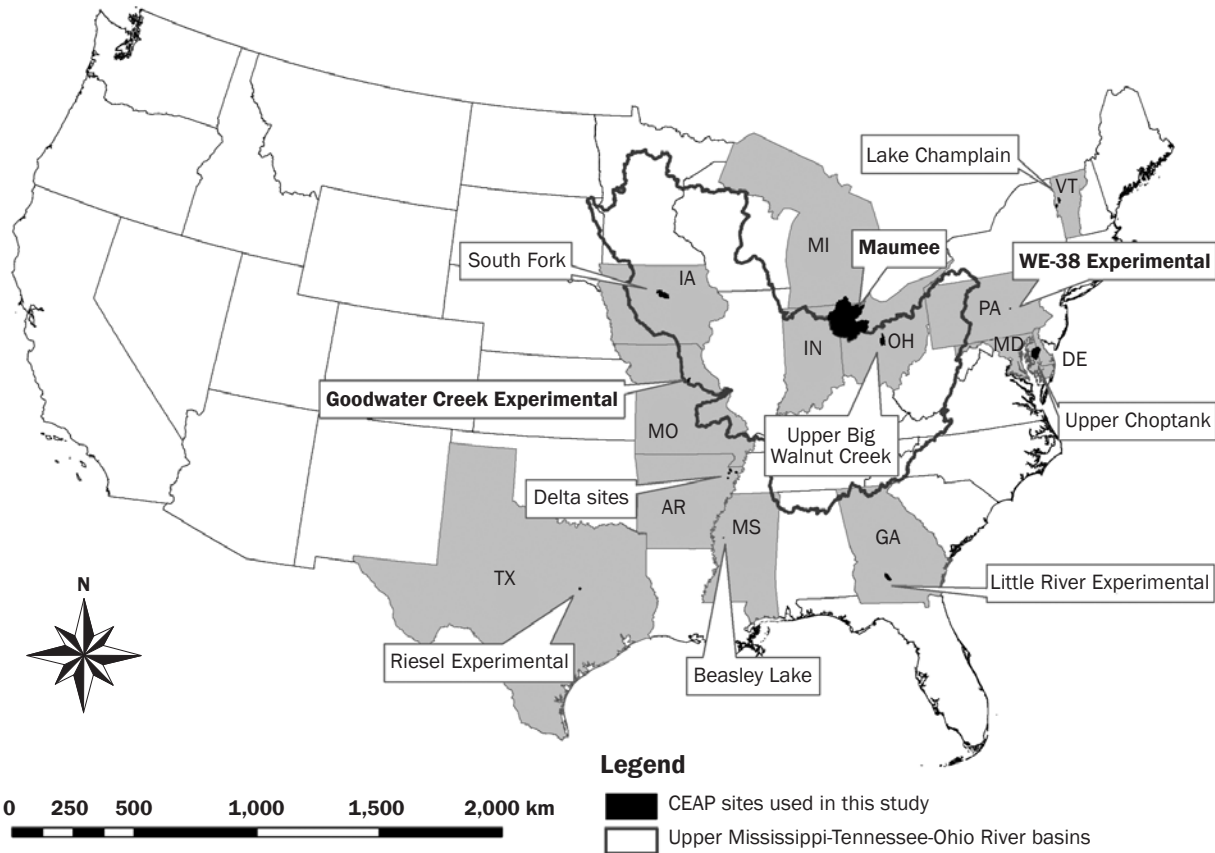 Lake Champlain
VT
MI
Maumee
WE-38 Experimental
South Fork
IA
PA
IN
OH
MD
DE
Goodwater Creek Experimental
MO
Upper Big
Walnut Creek
Upper Choptank
Delta sites
AR
MS
GA
TX
Little River Experimental
N
Riesel Experimental
Beasley Lake
Legend
0 250 500 1,000 1,500 2,000 km
CEAP sites used in this study
Upper Mississippi-Tennessee-Ohio River basins